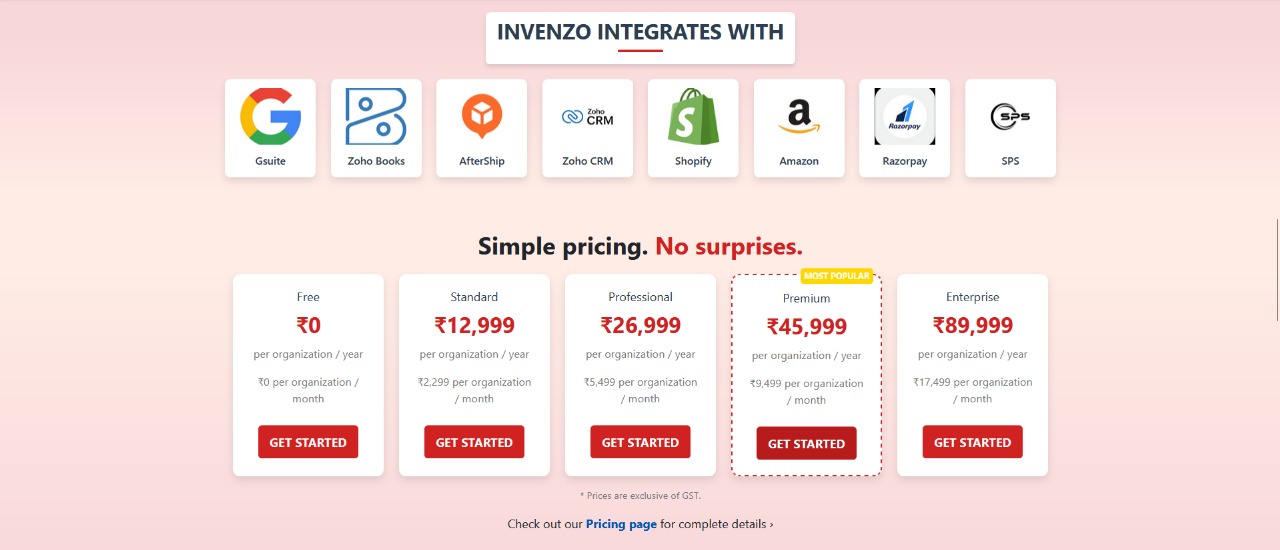 INVENZO INTEGRATES WITH
Gsuite
Zoho Books
AfterShip
Zoho CRM
Zoho CRM
Shopify
Amazon
Razorpay
Razorpay
SPS
SPS
Simple pricing. No surprises.
Free
₹0
per organization / year
₹0 per organization /
month
GET STARTED
Standard
₹12,999
per organization / year
₹2,299 per organization
/ month
GET STARTED
Professional
₹26,999
per organization / year
₹5,499 per organization
/ month
GET STARTED
MOST POPULAR
Premium
₹45,999
per organization / year
₹9,499 per organization
/ month
GET STARTED
Enterprise
₹89,999
per organization / year
₹17,499 per organization
/ month
GET STARTED
* Prices are exclusive of GST.
Check out our Pricing page for complete details ›